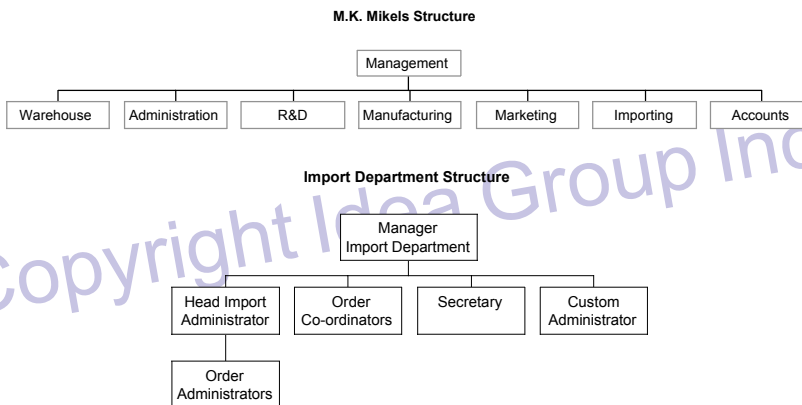 M.K. Mikels Structure
Management
Warehouse
Administration
R&D
Manufacturing
Marketing
Importing
Accounts
Import Department Structure
Copyright Idea Group Inc
Manager
Import Department
Head Import
Administrator
Order
Co-ordinators
Secretary
Custom
Administrator
Order
Administrators